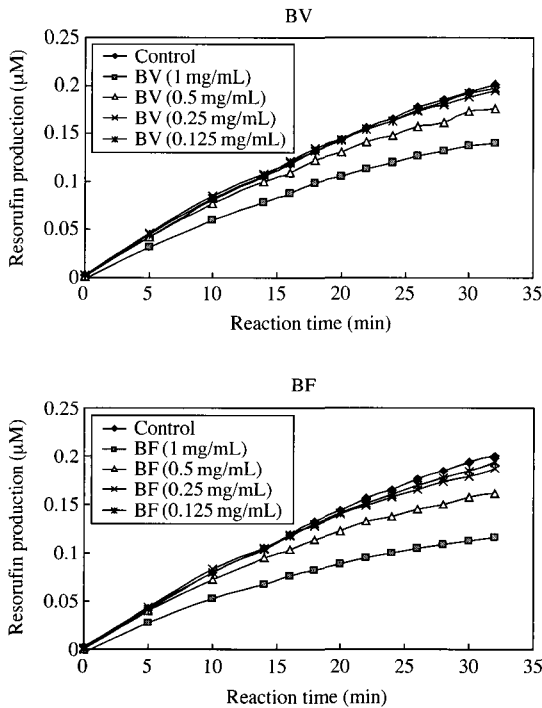 BV
0.25
0.2
0.15
0.1
0.05
0
Resorufin production (µM)
Control
BV (1 mg/mL)
BV (0.5 mg/mL)
BV (0.25 mg/mL)
BV (0.125 mg/mL)
0 5 10 15 20 25 30 35
Reaction time (min)
BF
0.25
0.2
0.15
0.1
0.05
0
Resorufin production (µM)
Control
BF (1 mg/mL)
BF (0.5 mg/mL)
BF (0.25 mg/mL)
BF (0.125 mg/mL)
0 5 10 15 20 25 30 35
Reaction time (min)